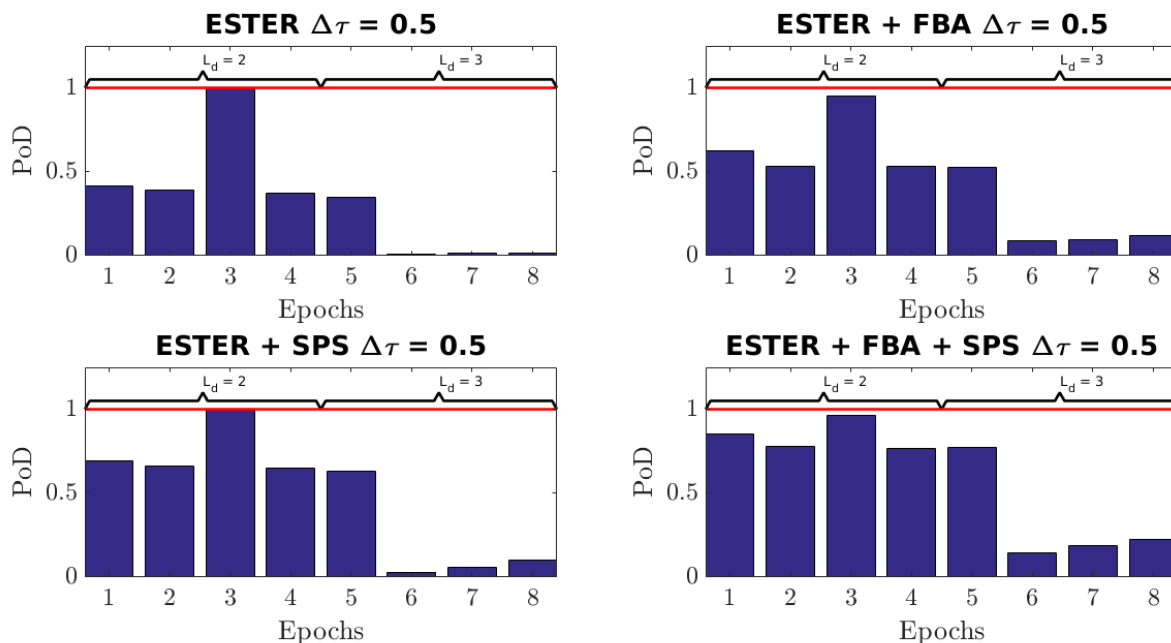 ESTER Δτ = 0.5
L_d = 2
L_d = 3
1
0.5
0
PoD
1 2 3 4 5 6 7 8
Epochs
ESTER + FBA Δτ = 0.5
L_d = 2
L_d = 3
1
0.5
0
PoD
1 2 3 4 5 6 7 8
Epochs
ESTER + SPS Δτ = 0.5
L_d = 2
L_d = 3
1
0.5
0
PoD
1 2 3 4 5 6 7 8
Epochs
ESTER + FBA + SPS Δτ = 0.5
L_d = 2
L_d = 3
1
0.5
0
PoD
1 2 3 4 5 6 7 8
Epochs